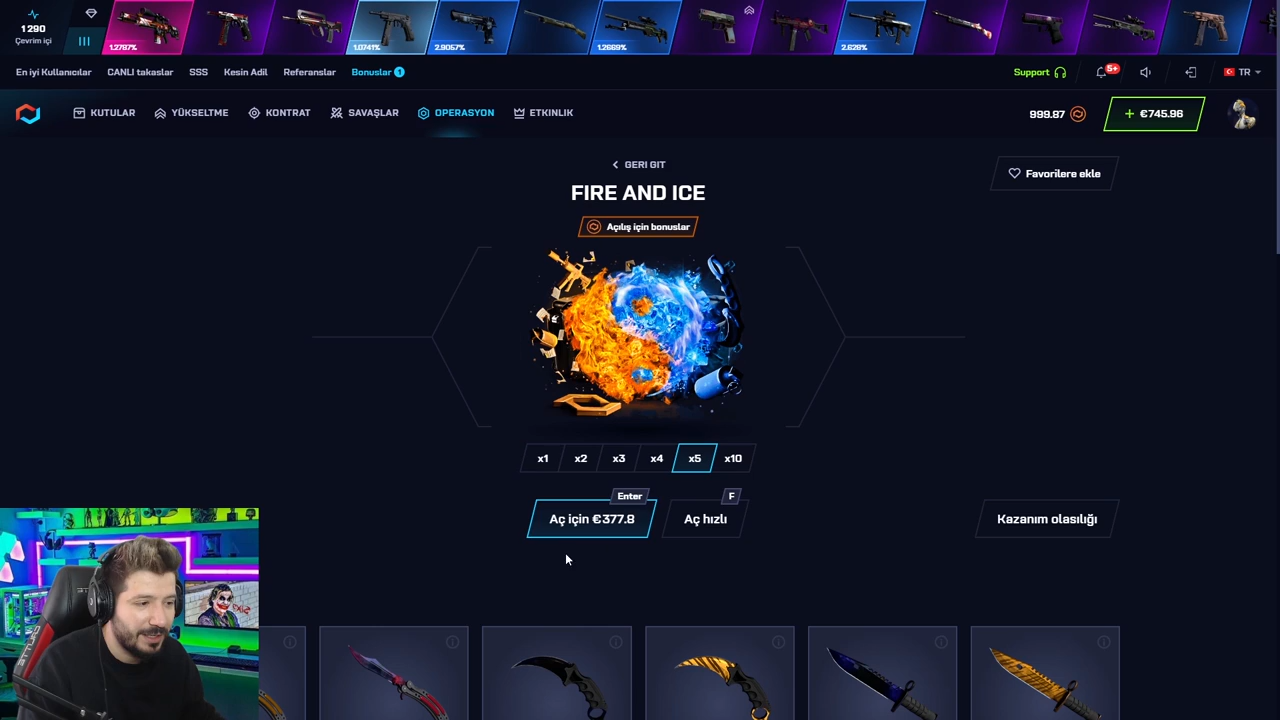 1 290
Çevrim içi
1.2787%
1.0741%
2.9057%
1.2669%
2.628%
En iyi Kullanıcılar
CANLI takaslar
SSS
Kesin Adil
Referanslar
Bonuslar 1
Support
5+
TR
KUTULAR
YÜKSELTME
KONTRAT
SAVAŞLAR
OPERASYON
ETKINLIK
999.87
+ €745.96
GERI GIT
FIRE AND ICE
Favorilere ekle
Açılış için bonuslar
x1
x2
x3
x4
x5
x10
Enter
F
Aç için €377.8
Aç hızlı
Kazanım olasılığı